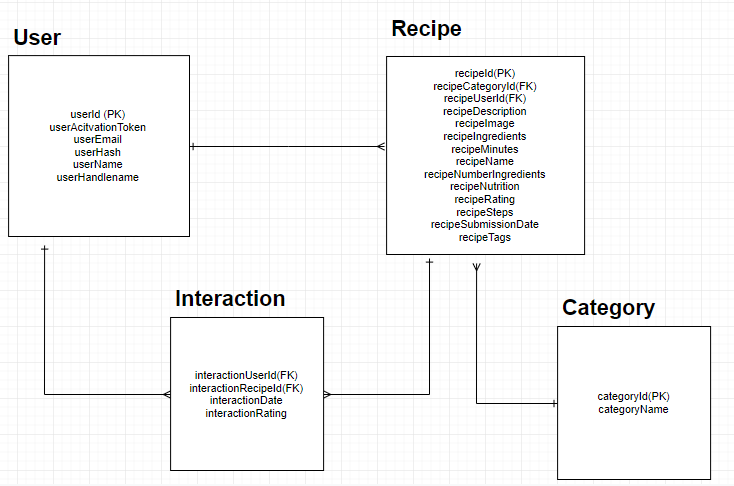 User
userId (PK)
userAcitvationToken
userEmail
userHash
userName
userHandlename
Recipe
recipeId(PK)
recipeCategoryId(FK)
recipeUserId(FK)
recipeDescription
recipeImage
recipeIngredients
recipeMinutes
recipeName
recipeNumberIngredients
recipeNutrition
recipeRating
recipeSteps
recipeSubmissionDate
recipeTags
Interaction
interactionUserId(FK)
interactionRecipeId(FK)
interactionDate
interactionRating
Category
categoryId(PK)
categoryName